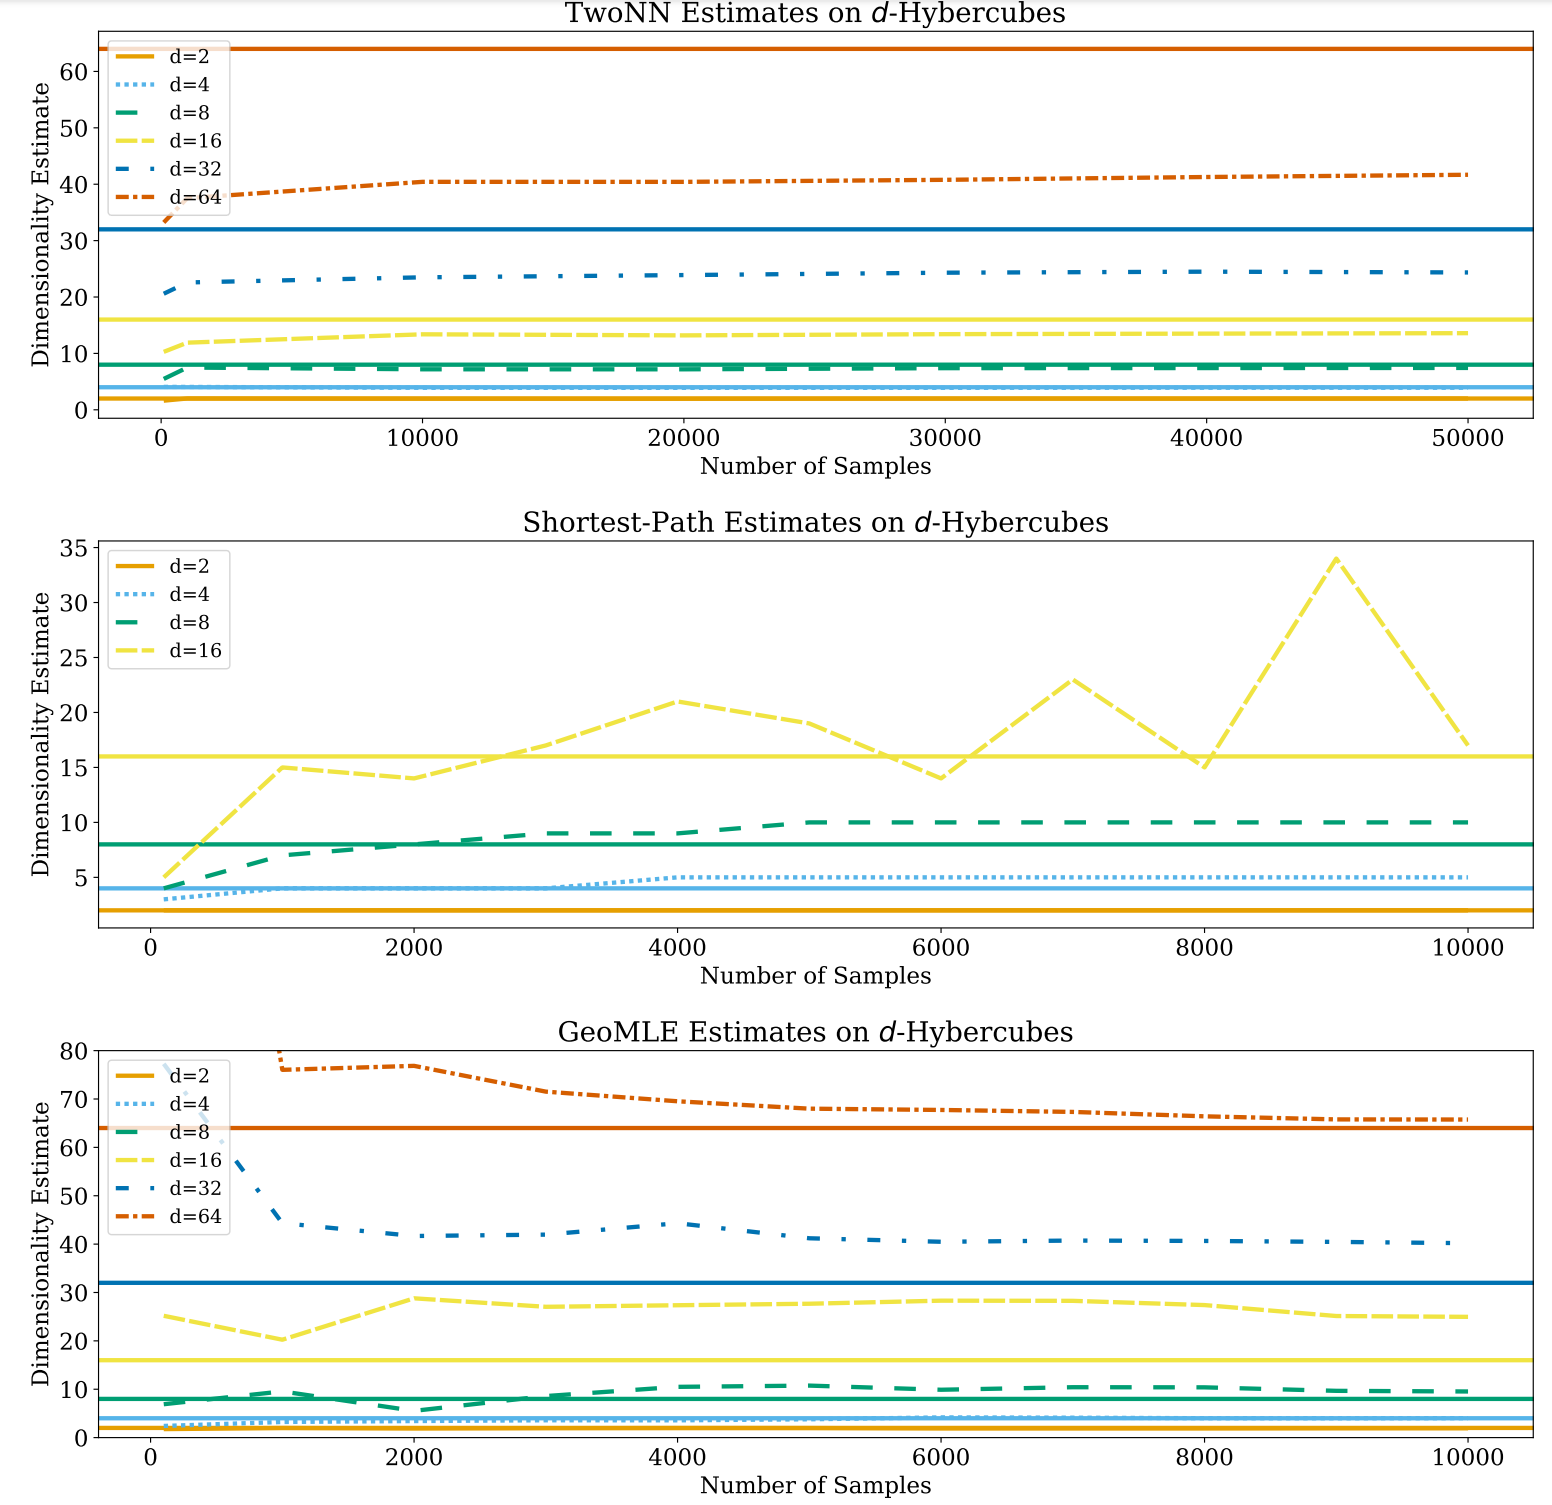 TwoNN Estimates on d-Hybercubes
Dimensionality Estimate
60
50
40
30
20
10
0
d=2
d=4
d=8
d=16
d=32
d=64
0 10000 20000 30000 40000 50000
Number of Samples
Shortest-Path Estimates on d-Hybercubes
Dimensionality Estimate
35
30
25
20
15
10
5
d=2
d=4
d=8
d=16
0 2000 4000 6000 8000 10000
Number of Samples
GeoMLE Estimates on d-Hybercubes
Dimensionality Estimate
80
70
60
50
40
30
20
10
0
d=2
d=4
d=8
d=16
d=32
d=64
0 2000 4000 6000 8000 10000
Number of Samples